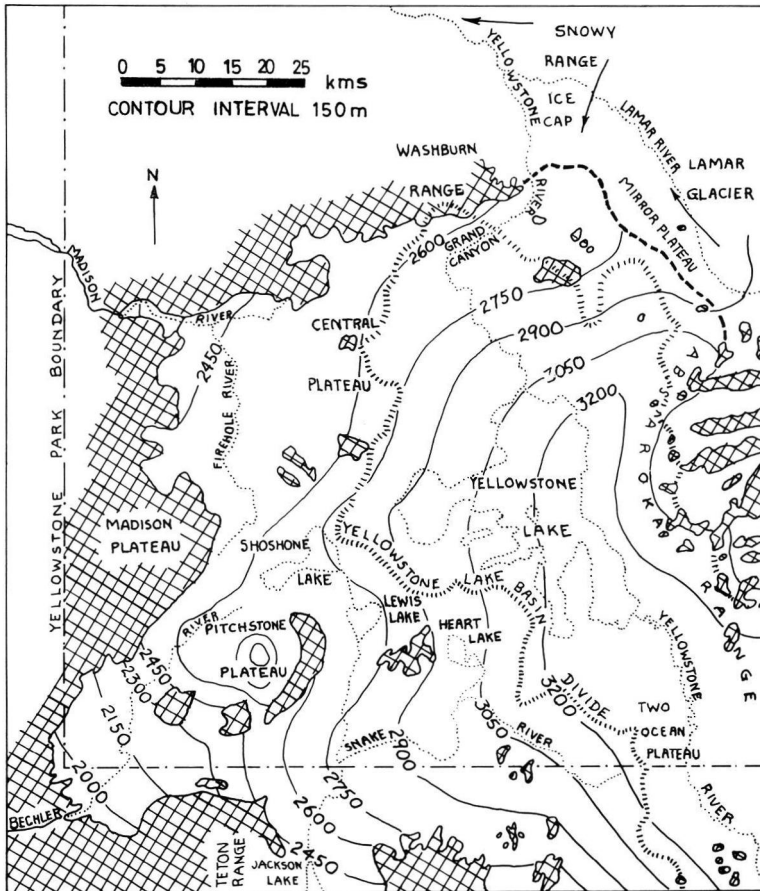 SNOWY
RANGE
ICE
CAP
YELLOWSTONE
RIVER
0 5 10 15 20 25 kms
CONTOUR INTERVAL 150m
N
WASHBURN
RANGE
LAMAR RIVER
LAMAR
GLACIER
MIRROR PLATEAU
GRAND
CANYON
2600
2750
2900
3050
3200
MADISON
RIVER
2450
FIREHOLE RIVER
CENTRAL
PLATEAU
YELLOWSTONE PARK BOUNDARY
ABSAROKA RANGE
MADISON
PLATEAU
YELLOWSTONE
LAKE
SHOSHONE
LAKE
YELLOWSTONE LAKE BASIN DIVIDE
LEWIS
LAKE
HEART
LAKE
RIVER
PITCHSTONE
PLATEAU
YELLOWSTONE
RIVER
TWO
OCEAN
PLATEAU
2450
2300
2150
2000
SNAKE
RIVER
3050
3200
2900
2750
2600
2450
BECHLER
TETON
RANGE
JACKSON
LAKE